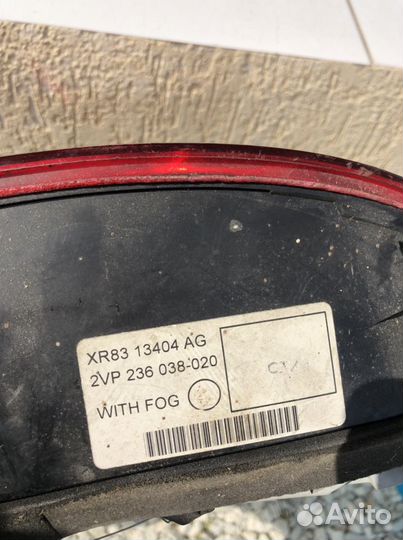 XR83 13404 AG
2VP 236 038-020
WITH FOG
Avito